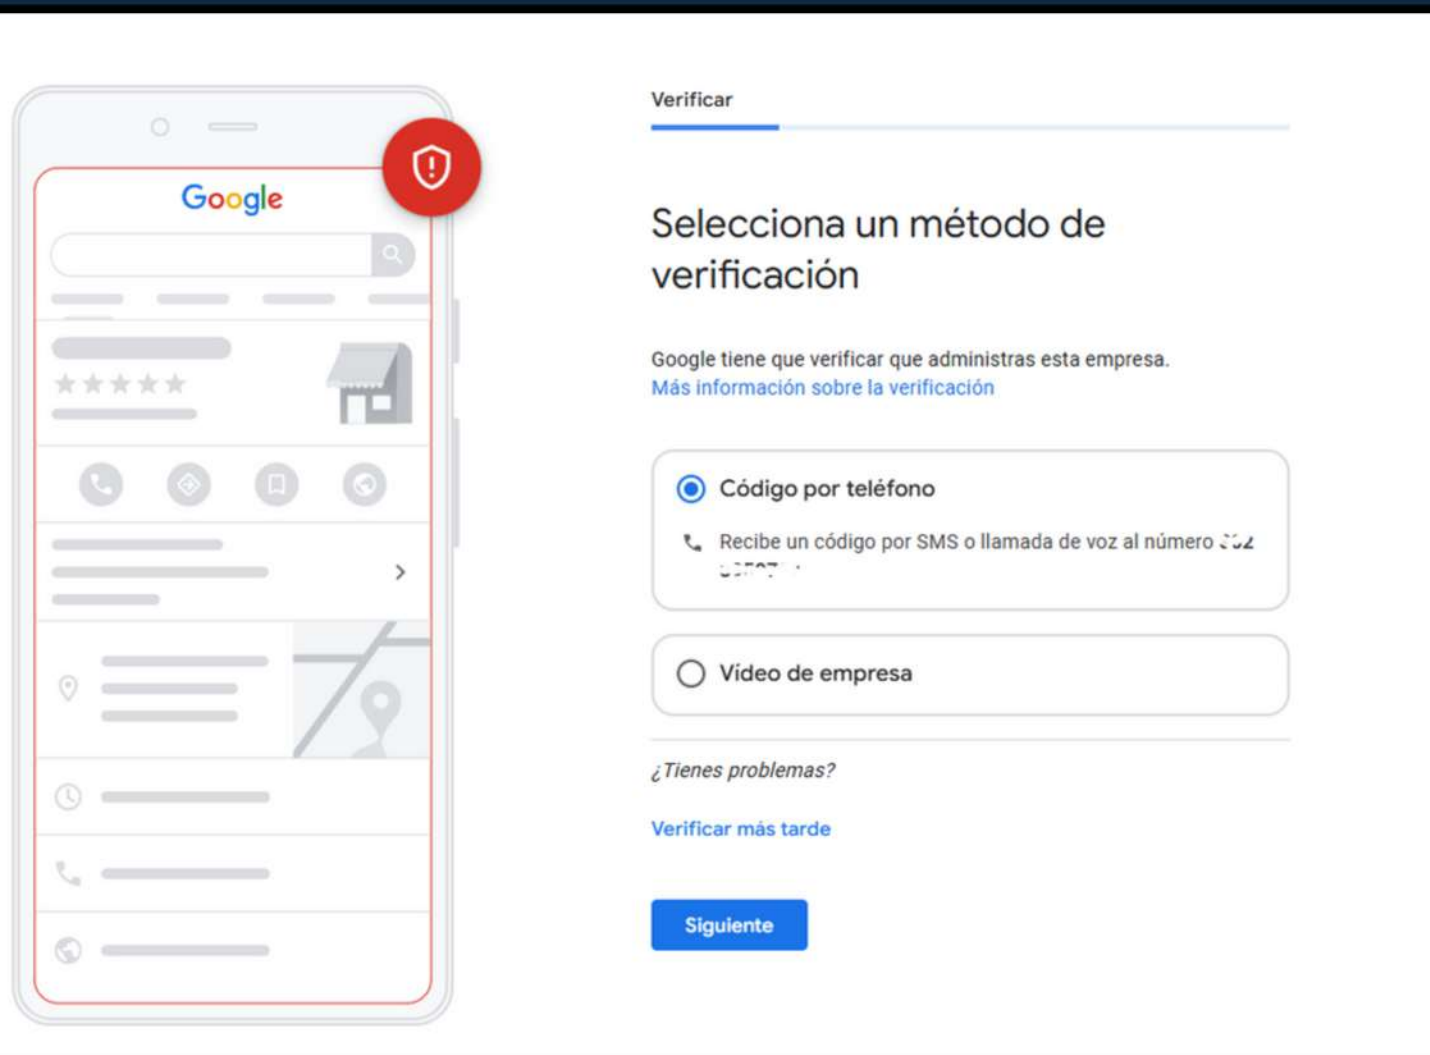 Google
Verificar
Selecciona un método de
verificación
Google tiene que verificar que administras esta empresa.
Más información sobre la verificación
Código por teléfono
Recibe un código por SMS o llamada de voz al número
Vídeo de empresa
¿Tienes problemas?
Verificar más tarde
Siguiente